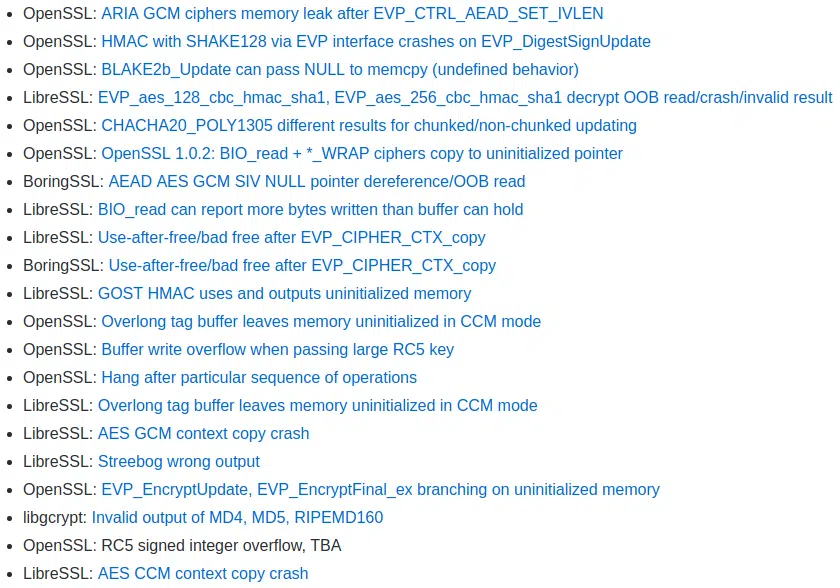 OpenSSL: ARIA GCM ciphers memory leak after EVP_CTRL_AEAD_SET_IVLEN
OpenSSL: HMAC with SHAKE128 via EVP interface crashes on EVP_DigestSignUpdate
OpenSSL: BLAKE2b_Update can pass NULL to memcpy (undefined behavior)
LibreSSL: EVP_aes_128_cbc_hmac_sha1, EVP_aes_256_cbc_hmac_sha1 decrypt OOB read/crash/invalid result
OpenSSL: CHACHA20_POLY1305 different results for chunked/non-chunked updating
OpenSSL: OpenSSL 1.0.2: BIO_read + *_WRAP ciphers copy to uninitialized pointer
BoringSSL: AEAD AES GCM SIV NULL pointer dereference/OOB read
LibreSSL: BIO_read can report more bytes written than buffer can hold
LibreSSL: Use-after-free/bad free after EVP_CIPHER_CTX_copy
BoringSSL: Use-after-free/bad free after EVP_CIPHER_CTX_copy
LibreSSL: GOST HMAC uses and outputs uninitialized memory
OpenSSL: Overlong tag buffer leaves memory uninitialized in CCM mode
OpenSSL: Buffer write overflow when passing large RC5 key
OpenSSL: Hang after particular sequence of operations
LibreSSL: Overlong tag buffer leaves memory uninitialized in CCM mode
LibreSSL: AES GCM context copy crash
LibreSSL: Streebog wrong output
OpenSSL: EVP_EncryptUpdate, EVP_EncryptFinal_ex branching on uninitialized memory
libgcrypt: Invalid output of MD4, MD5, RIPEMD160
OpenSSL: RC5 signed integer overflow, TBA
LibreSSL: AES CCM context copy crash